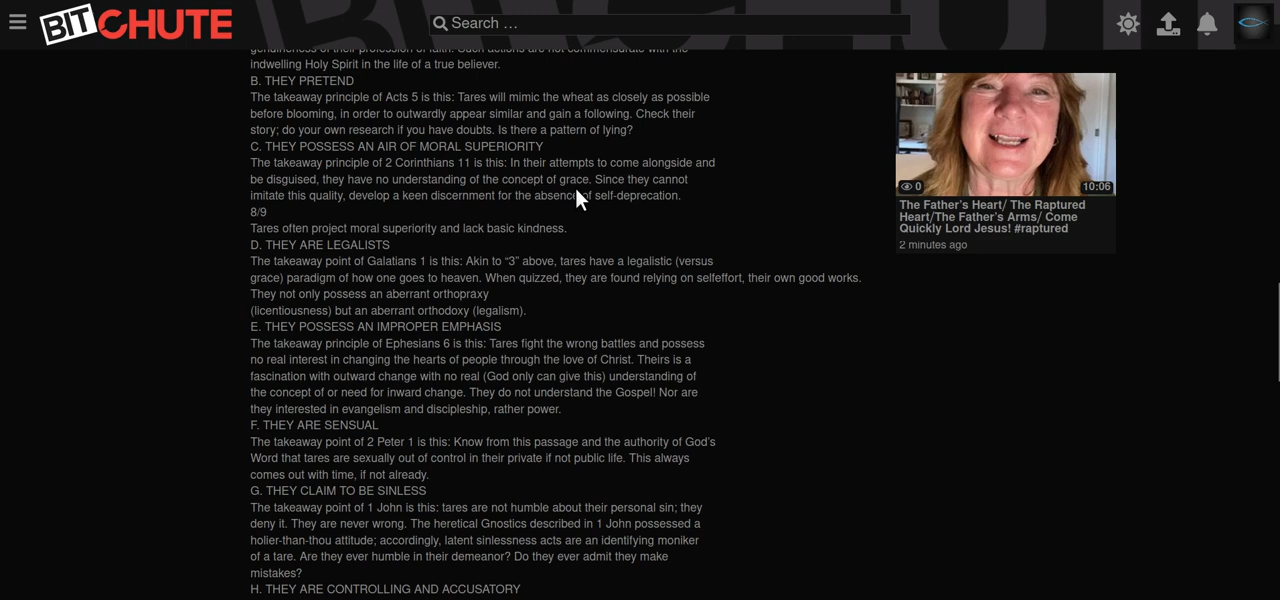 BITCHUTE
Search …
genuineness of their profession of faith. Such actions are not commensurate with the
indwelling Holy Spirit in the life of a true believer.
B. THEY PRETEND
The takeaway principle of Acts 5 is this: Tares will mimic the wheat as closely as possible
before blooming, in order to outwardly appear similar and gain a following. Check their
story; do your own research if you have doubts. Is there a pattern of lying?
C. THEY POSSESS AN AIR OF MORAL SUPERIORITY
The takeaway principle of 2 Corinthians 11 is this: In their attempts to come alongside and
be disguised, they have no understanding of the concept of grace. Since they cannot
imitate this quality, develop a keen discernment for the absence of self-deprecation.
8/9
Tares often project moral superiority and lack basic kindness.
D. THEY ARE LEGALISTS
The takeaway point of Galatians 1 is this: Akin to “3” above, tares have a legalistic (versus
grace) paradigm of how one goes to heaven. When quizzed, they are found relying on selfeffort, their own good works.
They not only possess an aberrant orthopraxy
(licentiousness) but an aberrant orthodoxy (legalism).
E. THEY POSSESS AN IMPROPER EMPHASIS
The takeaway principle of Ephesians 6 is this: Tares fight the wrong battles and possess
no real interest in changing the hearts of people through the love of Christ. Theirs is a
fascination with outward change with no real (God only can give this) understanding of
the concept of or need for inward change. They do not understand the Gospel! Nor are
they interested in evangelism and discipleship, rather power.
F. THEY ARE SENSUAL
The takeaway point of 2 Peter 1 is this: Know from this passage and the authority of God’s
Word that tares are sexually out of control in their private if not public life. This always
comes out with time, if not already.
G. THEY CLAIM TO BE SINLESS
The takeaway point of 1 John is this: tares are not humble about their personal sin; they
deny it. They are never wrong. The heretical Gnostics described in 1 John possessed a
holier-than-thou attitude; accordingly, latent sinlessness acts are an identifying moniker
of a tare. Are they ever humble in their demeanor? Do they ever admit they make
mistakes?
H. THEY ARE CONTROLLING AND ACCUSATORY
0
10:06
The Father's Heart/ The Raptured
Heart/The Father's Arms/ Come
Quickly Lord Jesus! #raptured
2 minutes ago